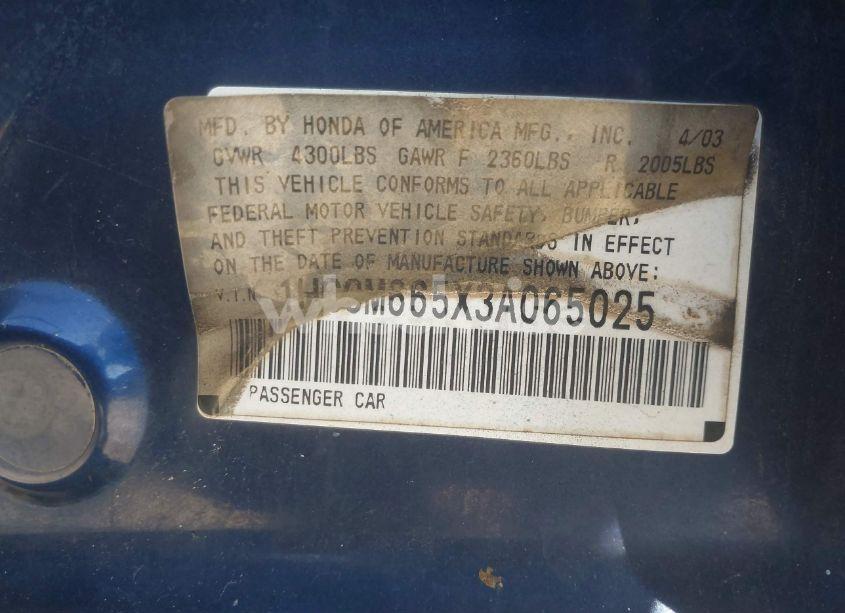 MFD. BY HONDA OF AMERICA MFG., INC. 4/03
GVWR 4300LBS GAWR F 2360LBS R 2005LBS
THIS VEHICLE CONFORMS TO ALL APPLICABLE
FEDERAL MOTOR VEHICLE SAFETY, BUMPER,
AND THEFT PREVENTION STANDARDS IN EFFECT
ON THE DATE OF MANUFACTURE SHOWN ABOVE:
V.I.N. 1HGCM665X3A065025
PASSENGER CAR